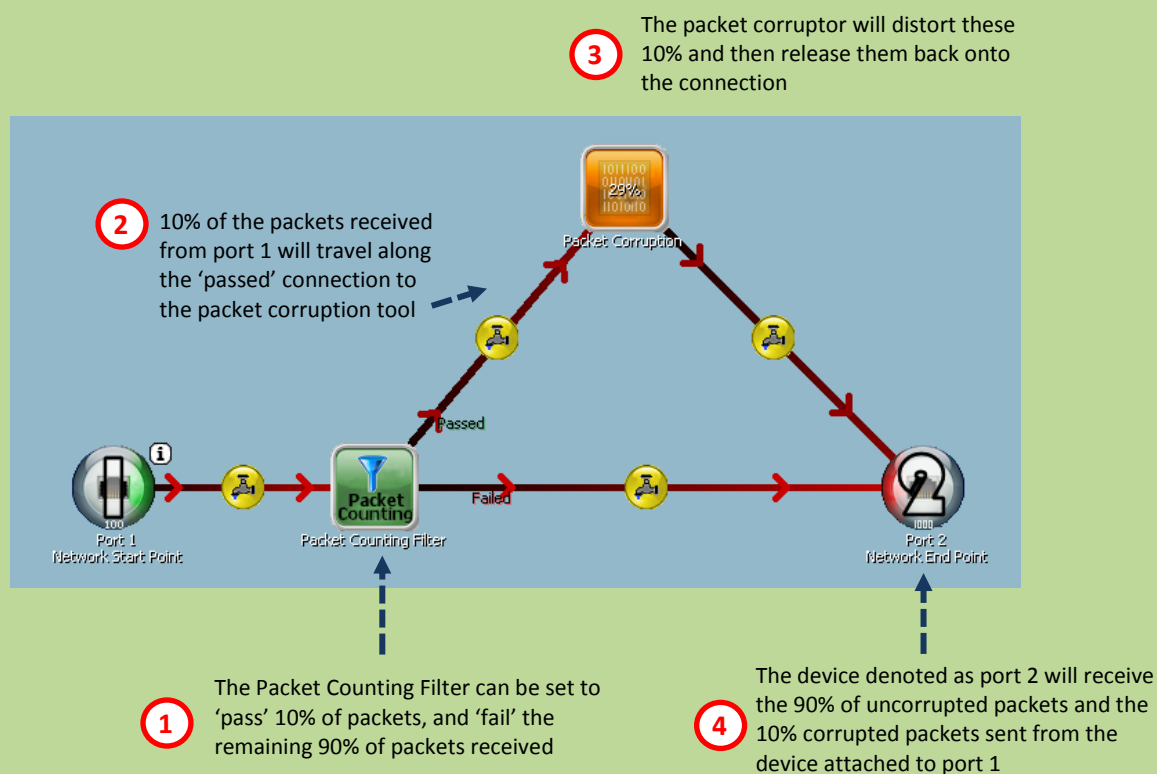 The packet corruptor will distort these
10% and then release them back onto
the connection
3
29%
Packet Corruption
2
10% of the packets received
from port 1 will travel along
the ‘passed’ connection to
the packet corruption tool
Passed
Failed
Packet
Counting
Packet Counting Filter
1
100
Port 1
Network Start Point
2
1000
Port 2
Network End Point
1
The Packet Counting Filter can be set to
‘pass’ 10% of packets, and ‘fail’ the
remaining 90% of packets received
4
The device denoted as port 2 will receive
the 90% of uncorrupted packets and the
10% corrupted packets sent from the
device attached to port 1